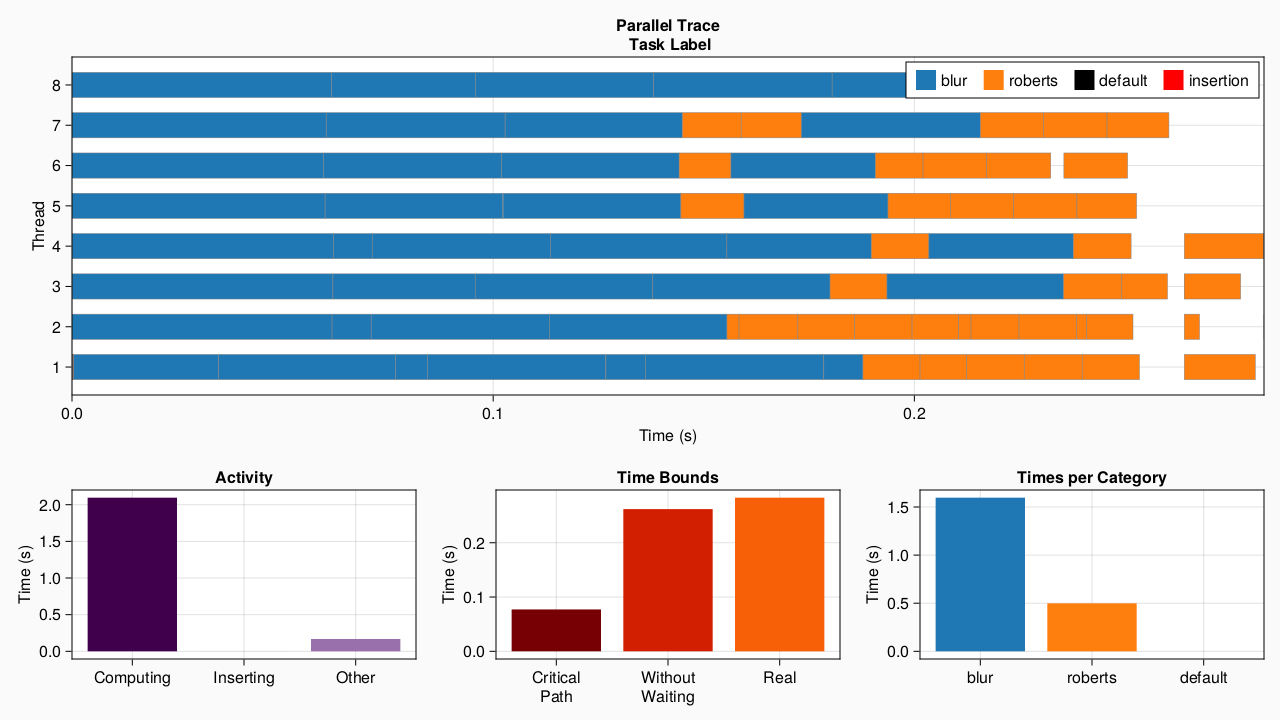 Parallel Trace
Task Label
blur roberts default insertion
Thread
8
7
6
5
4
3
2
1
0.0 0.1 0.2
Time (s)
Activity
Time (s)
2.0
1.5
1.0
0.5
0.0
Computing Inserting Other
Time Bounds
Time (s)
0.2
0.1
0.0
Critical Path
Without Waiting
Real
Times per Category
Time (s)
1.5
1.0
0.5
0.0
blur roberts default